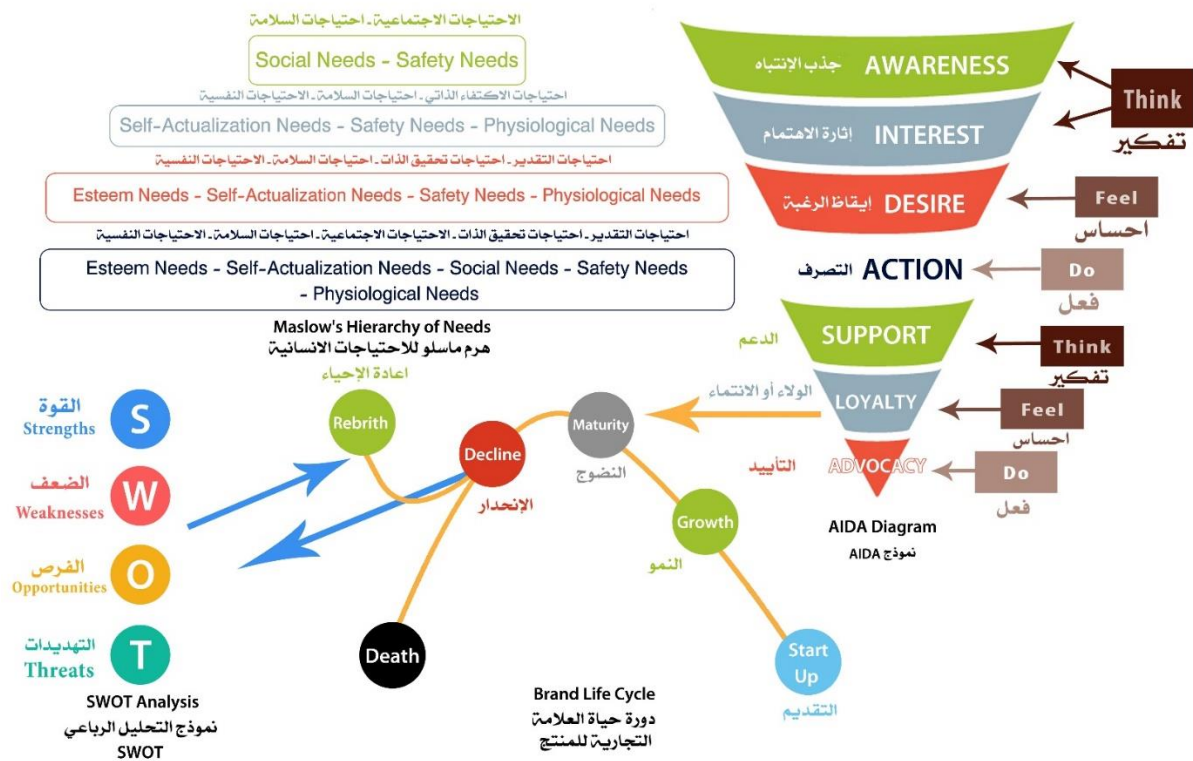 الاحتياجات الاجتماعية ـ احتياجات السلامة
Social Needs - Safety Needs
احتياجات الاكتفاء الذاتي ـ احتياجات السلامة ـ الاحتياجات النفسية
Self-Actualization Needs - Safety Needs - Physiological Needs
احتياجات التقدير ـ احتياجات تحقيق الذات ـ احتياجات السلامة ـ الاحتياجات النفسية
Esteem Needs - Self-Actualization Needs - Safety Needs - Physiological Needs
احتياجات التقدير ـ احتياجات تحقيق الذات ـ الاحتياجات الاجتماعية ـ احتياجات السلامة ـ الاحتياجات النفسية
Esteem Needs - Self-Actualization Needs - Social Needs - Safety Needs
- Physiological Needs
Maslow's Hierarchy of Needs
هرم ماسلو للاحتياجات الانسانية
جذب الإنتباه AWARENESS
إثارة الاهتمام INTEREST
Think
تفكير
إيقاظ الرغبة DESIRE
Feel
احساس
التصرف ACTION
Do
فعل
الدعم SUPPORT
Think
تفكير
الولاء أو الانتماء LOYALTY
Feel
احساس
التأييد ADVOCACY
Do
فعل
AIDA Diagram
نموذج AIDA
اعادة الإحياء
Rebrith
Decline
الإنحدار
Maturity
النضوج
Growth
النمو
Death
Start
Up
التقديم
Brand Life Cycle
دورة حياة العلامة
التجارية للمنتج
القوة
Strengths
S
الضعف
Weaknesses
W
الفرص
Opportunities
O
التهديدات
Threats
T
SWOT Analysis
نموذج التحليل الرباعي
SWOT